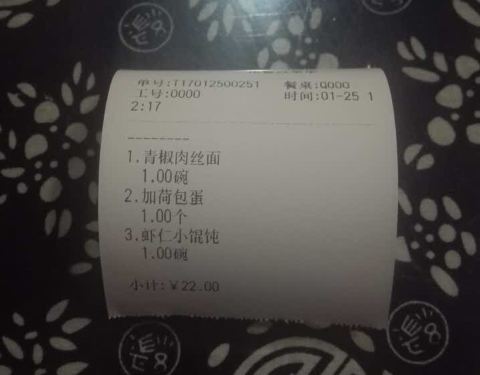 单号:T17012500251 餐桌:0000
工号:0000 时间:01-25 1
2:17
--------
1.青椒肉丝面
1.00碗
2.加荷包蛋
1.00个
3.虾仁小馄饨
1.00碗
小计:￥22.00